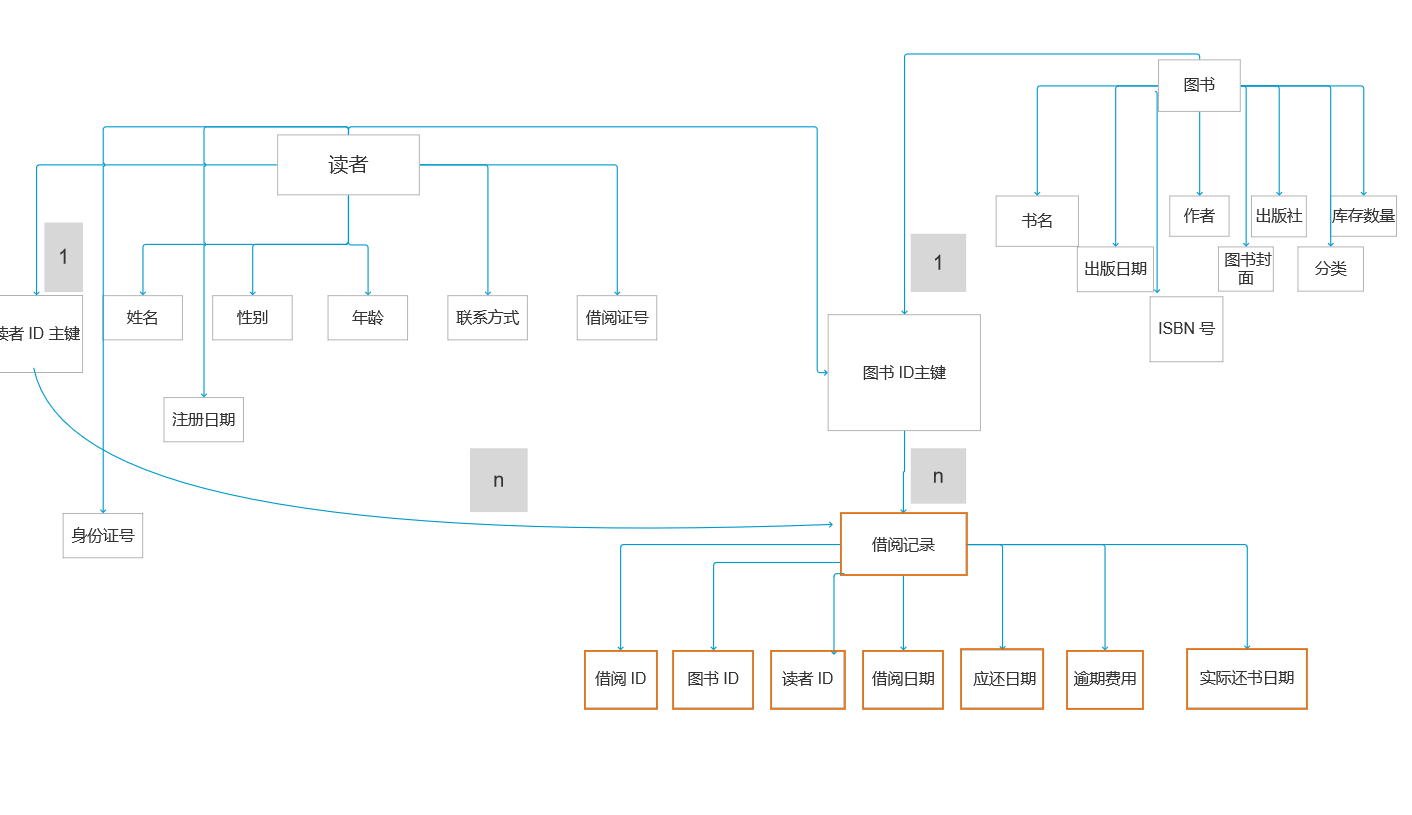 图书
读者
书名
作者
出版社
库存数量
1
1
出版日期
图书封
面
分类
读者 ID 主键
姓名
性别
年龄
联系方式
借阅证号
ISBN 号
图书 ID主键
注册日期
n
n
身份证号
借阅记录
借阅 ID
图书 ID
读者 ID
借阅日期
应还日期
逾期费用
实际还书日期